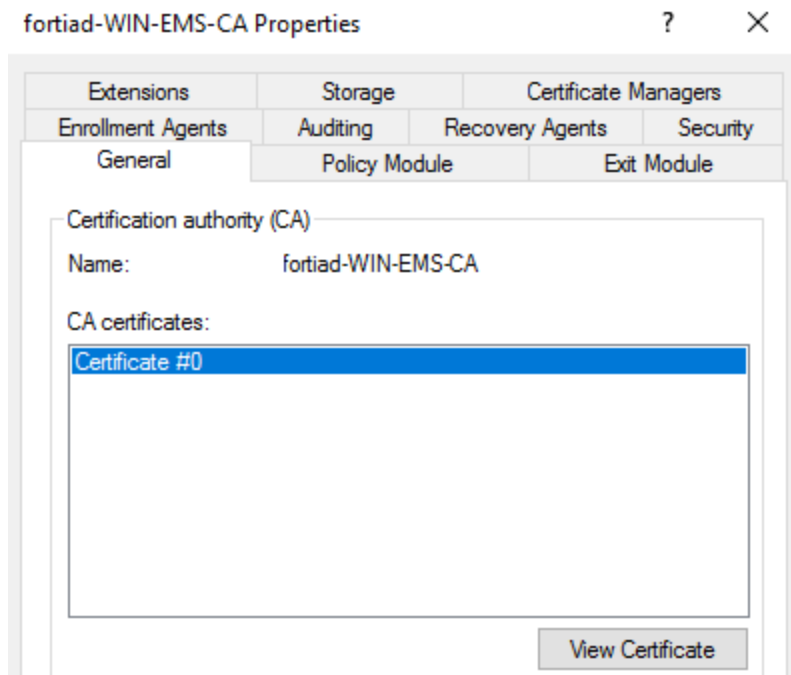 fortiad-WIN-EMS-CA Properties ? ×
Extensions Storage Certificate Managers
Enrollment Agents Auditing Recovery Agents Security
General Policy Module Exit Module
Certification authority (CA)
Name: fortiad-WIN-EMS-CA
CA certificates:
Certificate #0
View Certificate